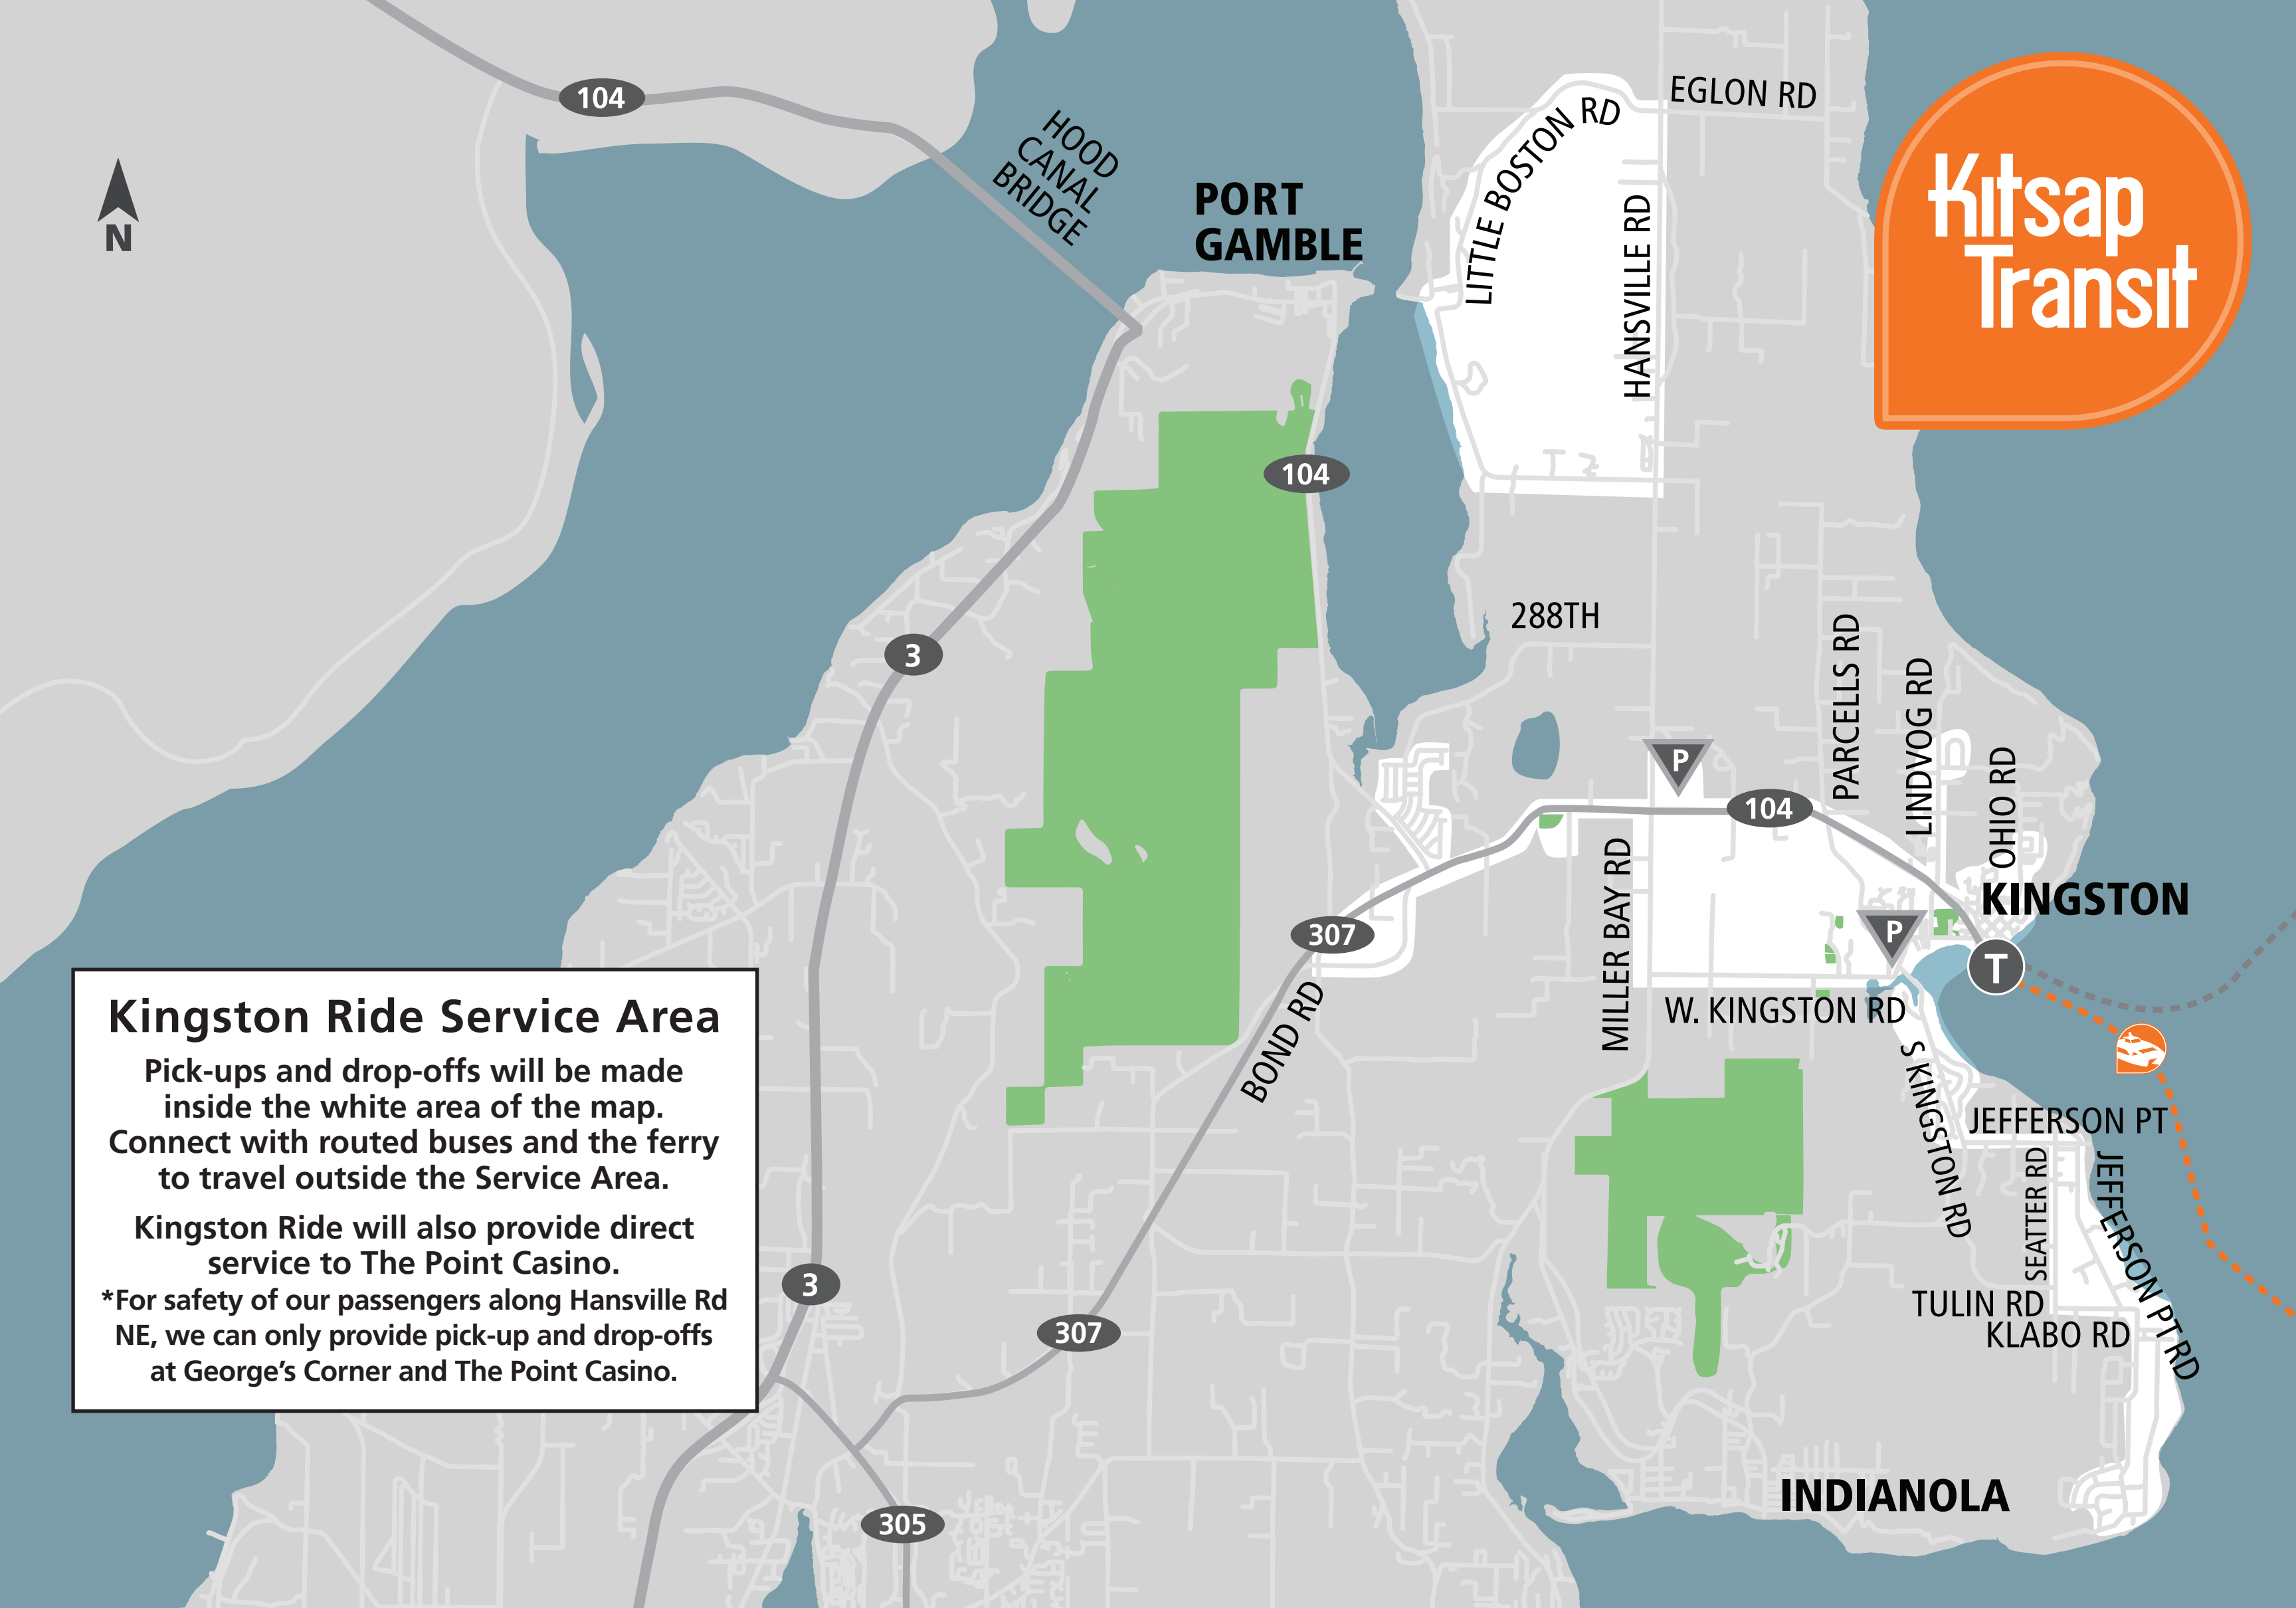 104
HOOD
CANAL
BRIDGE
PORT
GAMBLE
LITTLE BOSTON RD
EGLON RD
HANSVILLE RD
Kitsap
Transit
N
104
3
288TH
PARCELLS RD
LINDVOG RD
OHIO RD
P
104
MILLER BAY RD
KINGSTON
P
T
307
BOND RD
W. KINGSTON RD
S KINGSTON RD
JEFFERSON PT
SEATTER RD
JEFFERSON PT RD
TULIN RD
KLABO RD
INDIANOLA
Kingston Ride Service Area
Pick-ups and drop-offs will be made
inside the white area of the map.
Connect with routed buses and the ferry
to travel outside the Service Area.
Kingston Ride will also provide direct
service to The Point Casino.
*For safety of our passengers along Hansville Rd
NE, we can only provide pick-up and drop-offs
at George's Corner and The Point Casino.
3
307
305